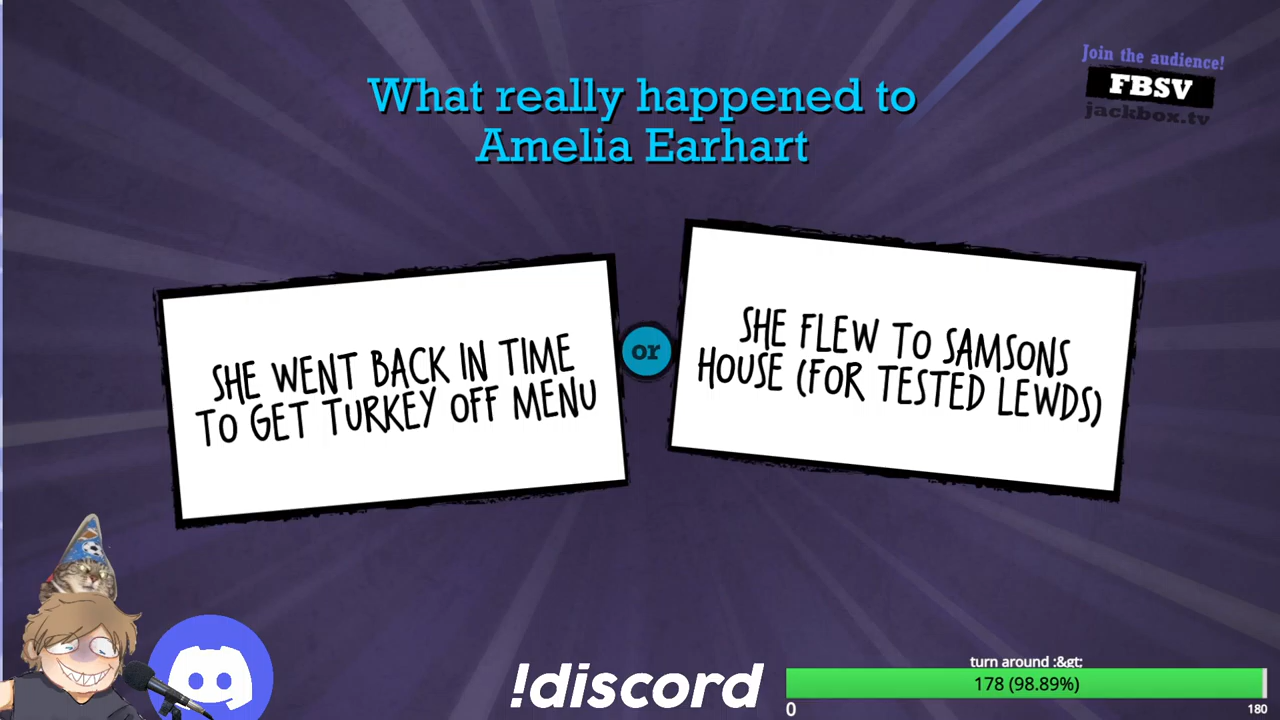 What really happened to
Amelia Earhart
Join the audience!
FBSV
jackbox.tv
SHE WENT BACK IN TIME
TO GET TURKEY OFF MENU
or
SHE FLEW TO SAMSONS
HOUSE (FOR TESTED LEWDS)
!discord
turn around :&gt;
178 (98.89%)
0
180